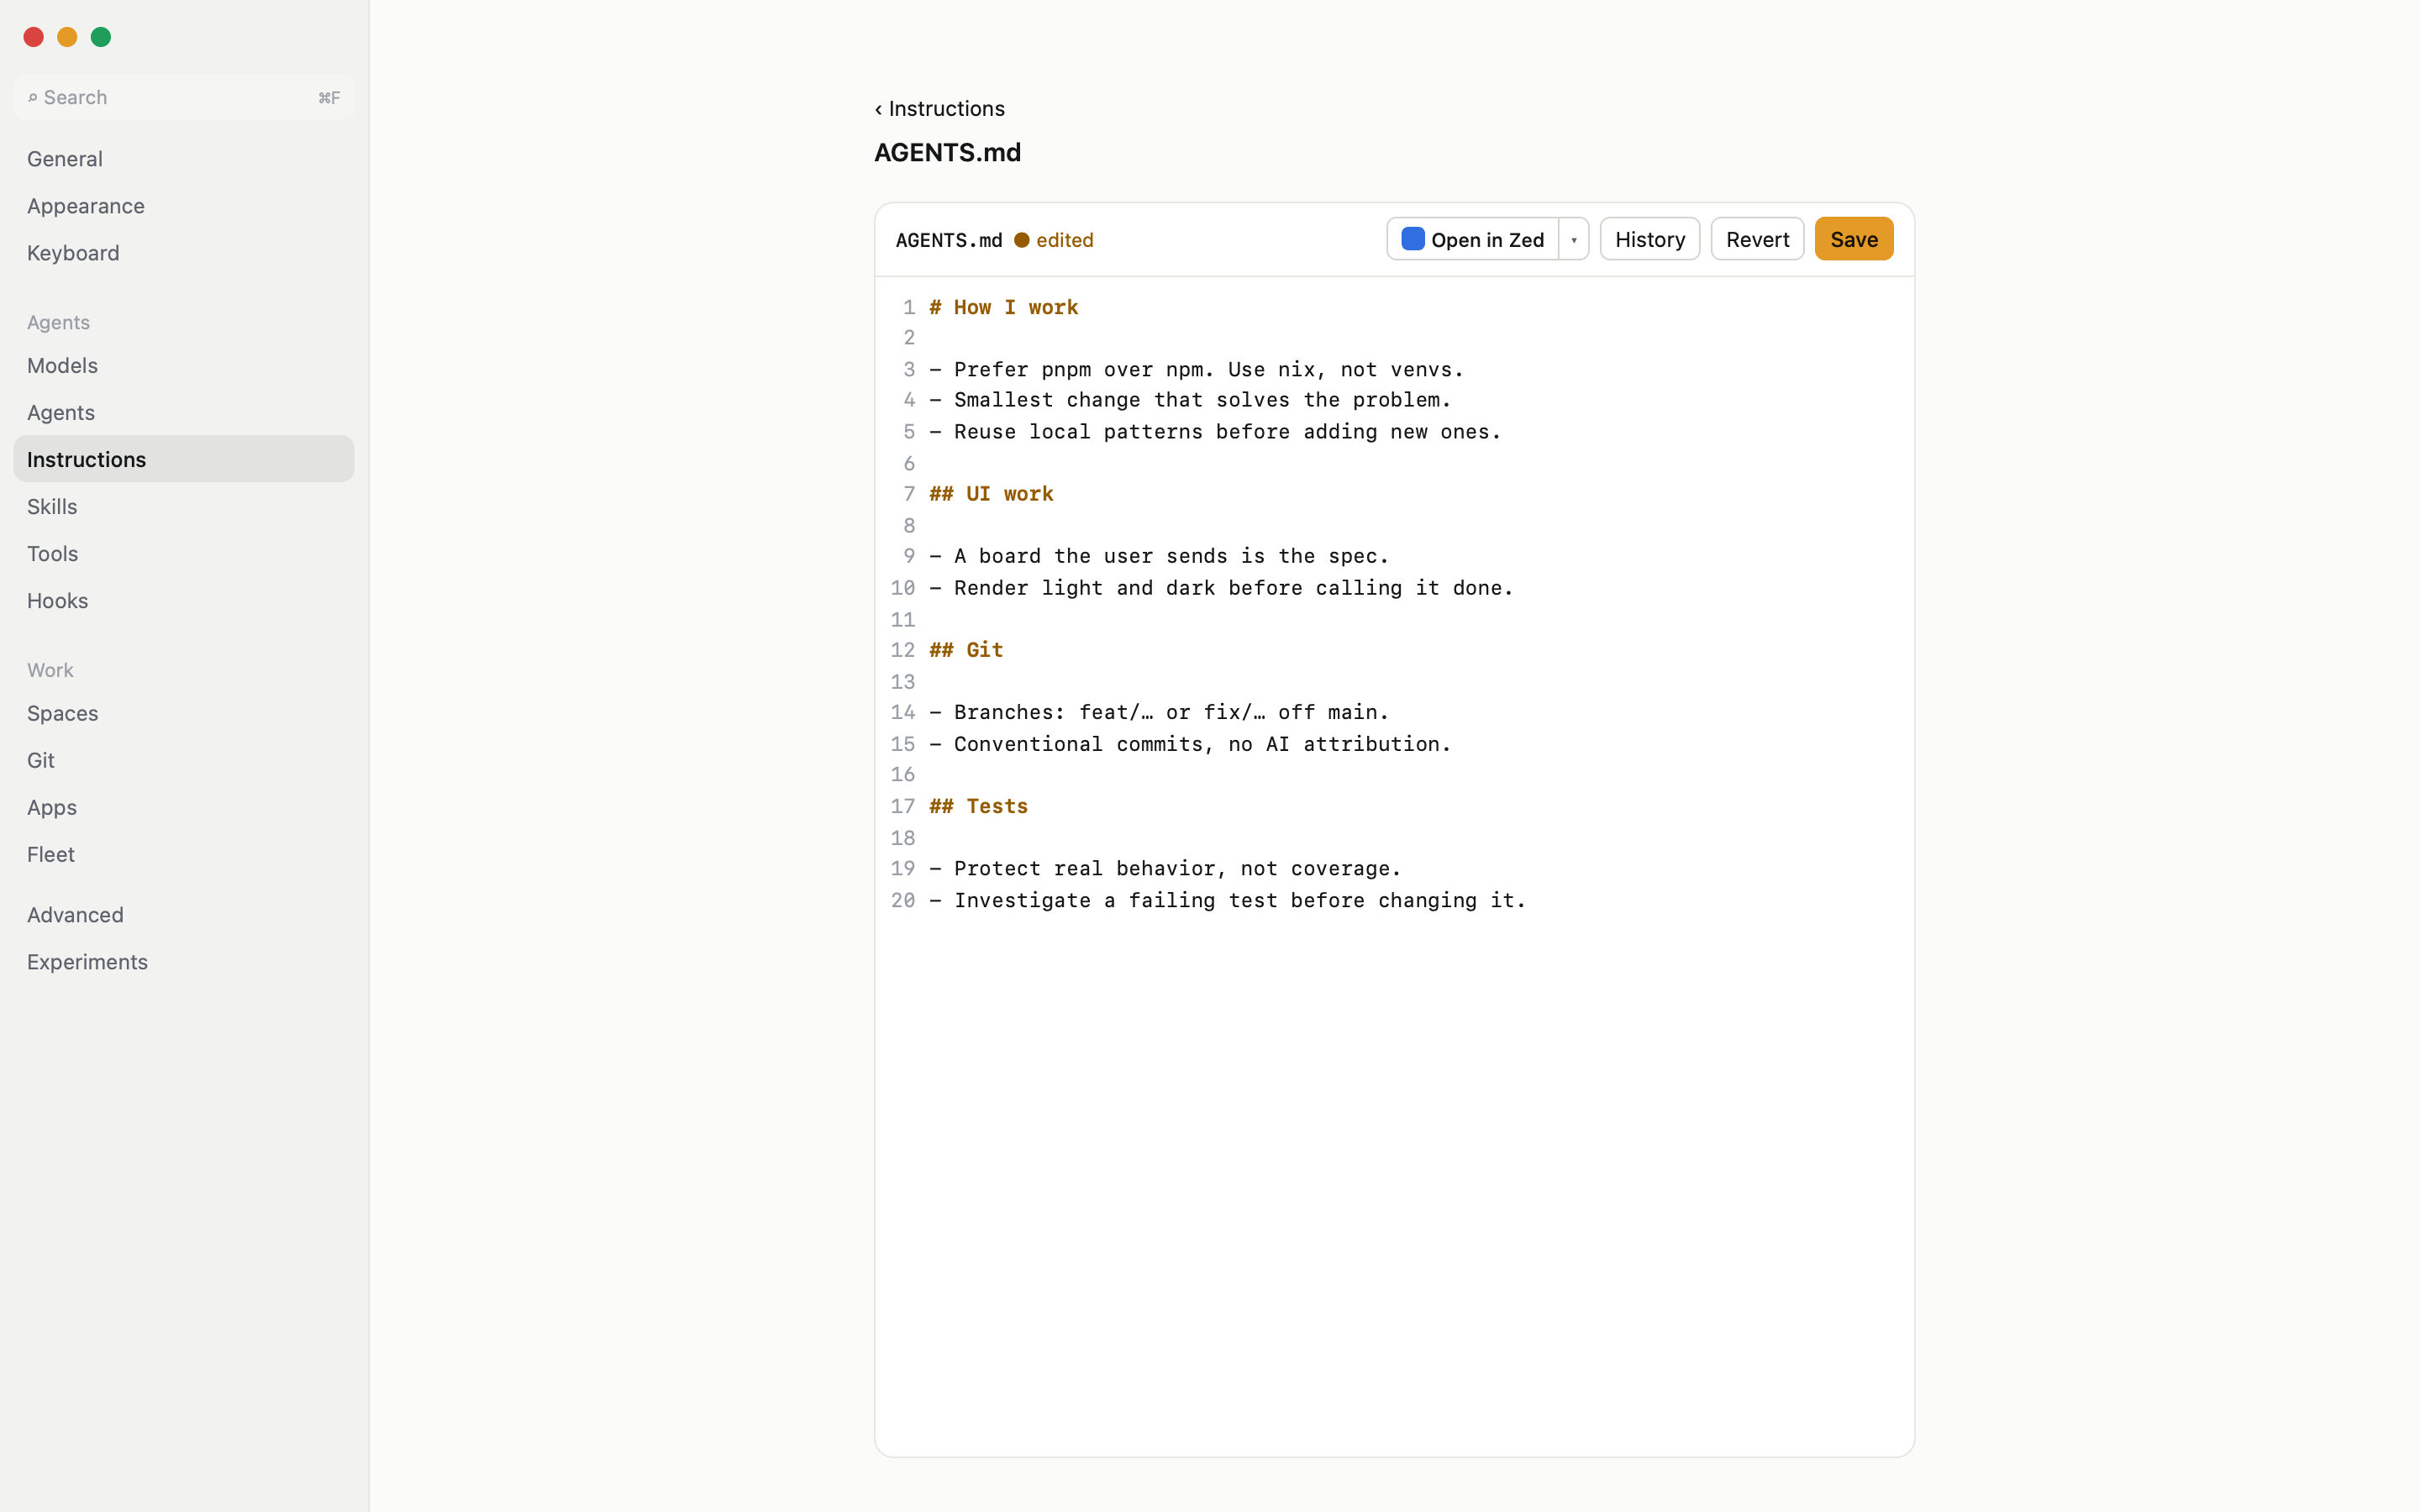 Search ⌘F
General
Appearance
Keyboard
Agents
Models
Agents
Instructions
Skills
Tools
Hooks
Work
Spaces
Git
Apps
Fleet
Advanced
Experiments
‹ Instructions
AGENTS.md
AGENTS.md edited Open in Zed ▾ History Revert Save
1 # How I work
2
3 – Prefer pnpm over npm. Use nix, not venvs.
4 – Smallest change that solves the problem.
5 – Reuse local patterns before adding new ones.
6
7 ## UI work
8
9 – A board the user sends is the spec.
10 – Render light and dark before calling it done.
11
12 ## Git
13
14 – Branches: feat/… or fix/… off main.
15 – Conventional commits, no AI attribution.
16
17 ## Tests
18
19 – Protect real behavior, not coverage.
20 – Investigate a failing test before changing it.